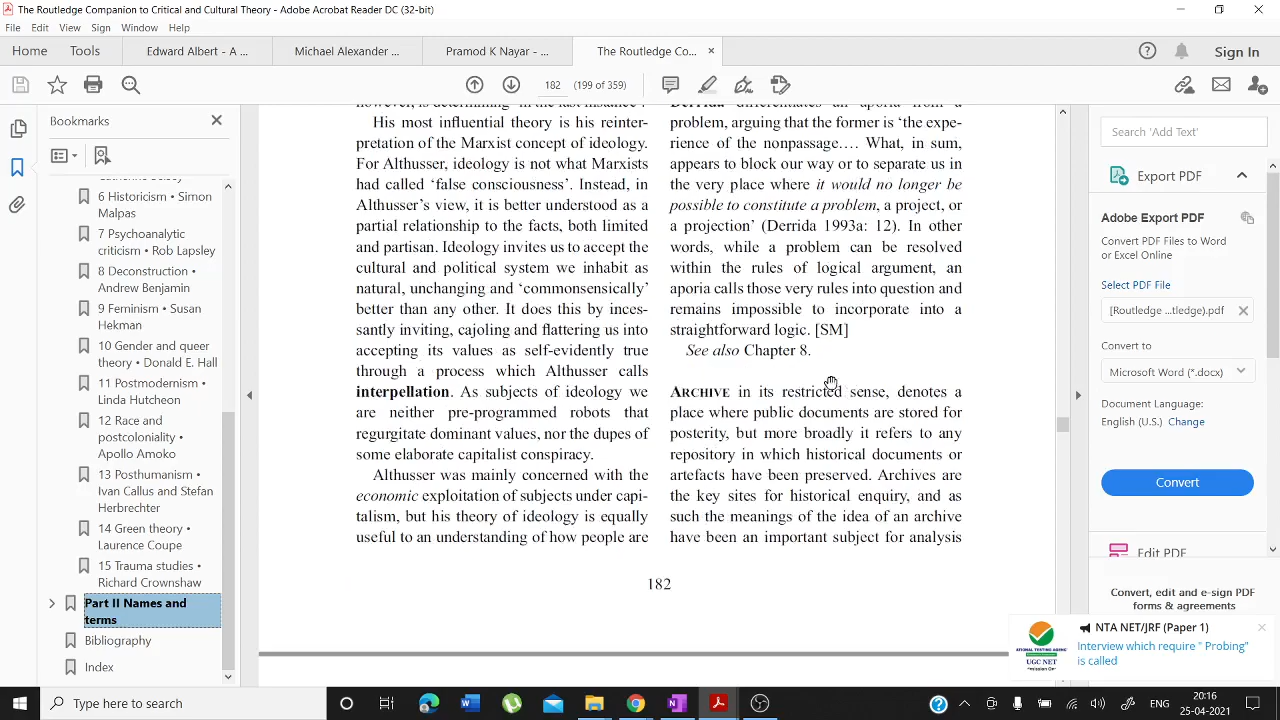 The Routledge Companion to Critical and Cultural Theory - Adobe Acrobat Reader DC (32-bit)
File Edit View Sign Window Help
Home Tools Edward Albert - A ... Michael Alexander ... Pramod K Nayar - ... The Routledge Co... Sign In
182 (199 of 359)
Bookmarks
6 Historicism • Simon
Malpas
7 Psychoanalytic
criticism • Rob Lapsley
8 Deconstruction •
Andrew Benjamin
9 Feminism • Susan
Hekman
10 Gender and queer
theory • Donald E. Hall
11 Postmodernism •
Linda Hutcheon
12 Race and
postcoloniality •
Apollo Amoko
13 Posthumanism •
Ivan Callus and Stefan
Herbrechter
14 Green theory •
Laurence Coupe
15 Trauma studies •
Richard Crownshaw
Part II Names and
terms
Bibliography
Index
however, is determining 'in the last instance'.
His most influential theory is his reinter-
pretation of the Marxist concept of ideology.
For Althusser, ideology is not what Marxists
had called 'false consciousness'. Instead, in
Althusser's view, it is better understood as a
partial relationship to the facts, both limited
and partisan. Ideology invites us to accept the
cultural and political system we inhabit as
natural, unchanging and 'commonsensically'
better than any other. It does this by inces-
santly inviting, cajoling and flattering us into
accepting its values as self-evidently true
through a process which Althusser calls
interpellation. As subjects of ideology we
are neither pre-programmed robots that
regurgitate dominant values, nor the dupes of
some elaborate capitalist conspiracy.
Althusser was mainly concerned with the
economic exploitation of subjects under capi-
talism, but his theory of ideology is equally
useful to an understanding of how people are
Derrida differentiates an aporia from a
problem, arguing that the former is 'the expe-
rience of the nonpassage.... What, in sum,
appears to block our way or to separate us in
the very place where it would no longer be
possible to constitute a problem, a project, or
a projection' (Derrida 1993a: 12). In other
words, while a problem can be resolved
within the rules of logical argument, an
aporia calls those very rules into question and
remains impossible to incorporate into a
straightforward logic. [SM]
See also Chapter 8.
ARCHIVE in its restricted sense, denotes a
place where public documents are stored for
posterity, but more broadly it refers to any
repository in which historical documents or
artefacts have been preserved. Archives are
the key sites for historical enquiry, and as
such the meanings of the idea of an archive
have been an important subject for analysis
182
Search 'Add Text'
Export PDF
Adobe Export PDF
Convert PDF Files to Word
or Excel Online
Select PDF File
[Routledge ...tledge).pdf
Convert to
Microsoft Word (*.docx)
Document Language:
English (U.S.) Change
Convert
Edit PDF
Convert, edit and e-sign PDF
forms & agreements
NTA NET/JRF (Paper 1)
Interview which require " Probing"
is called
UGC NET
Type here to search
ENG
20:16
25-04-2021